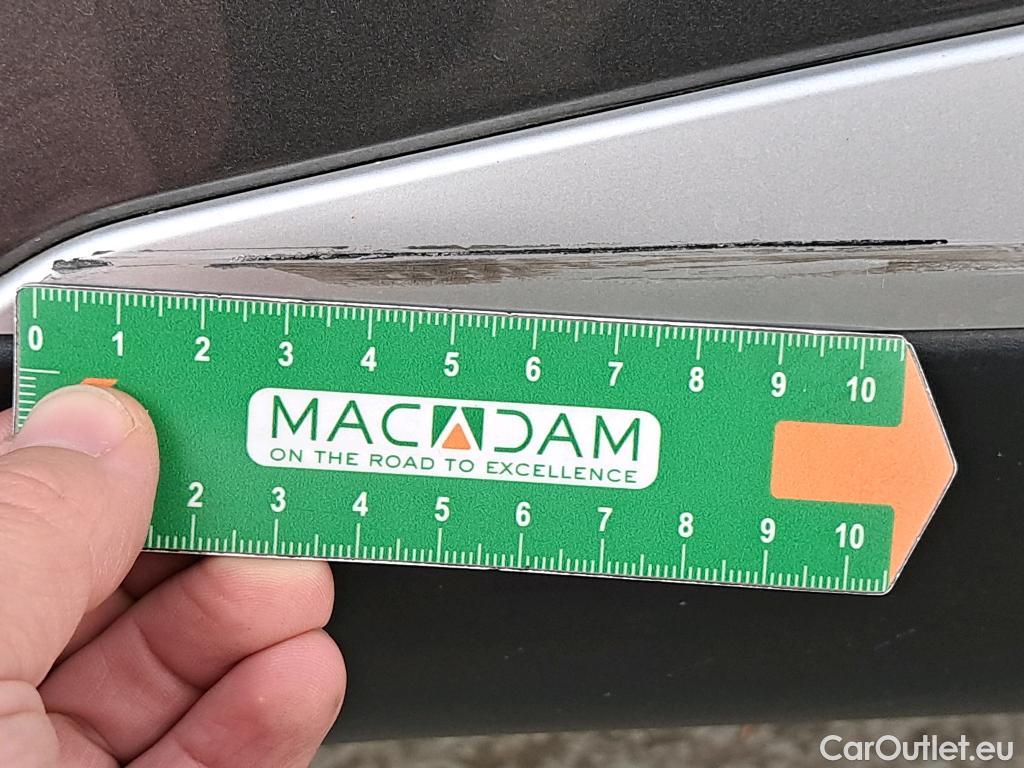 0 1 2 3 4 5 6 7 8 9 10
MACADAM
ON THE ROAD TO EXCELLENCE
2 3 4 5 6 7 8 9 10
CarOutlet.eu